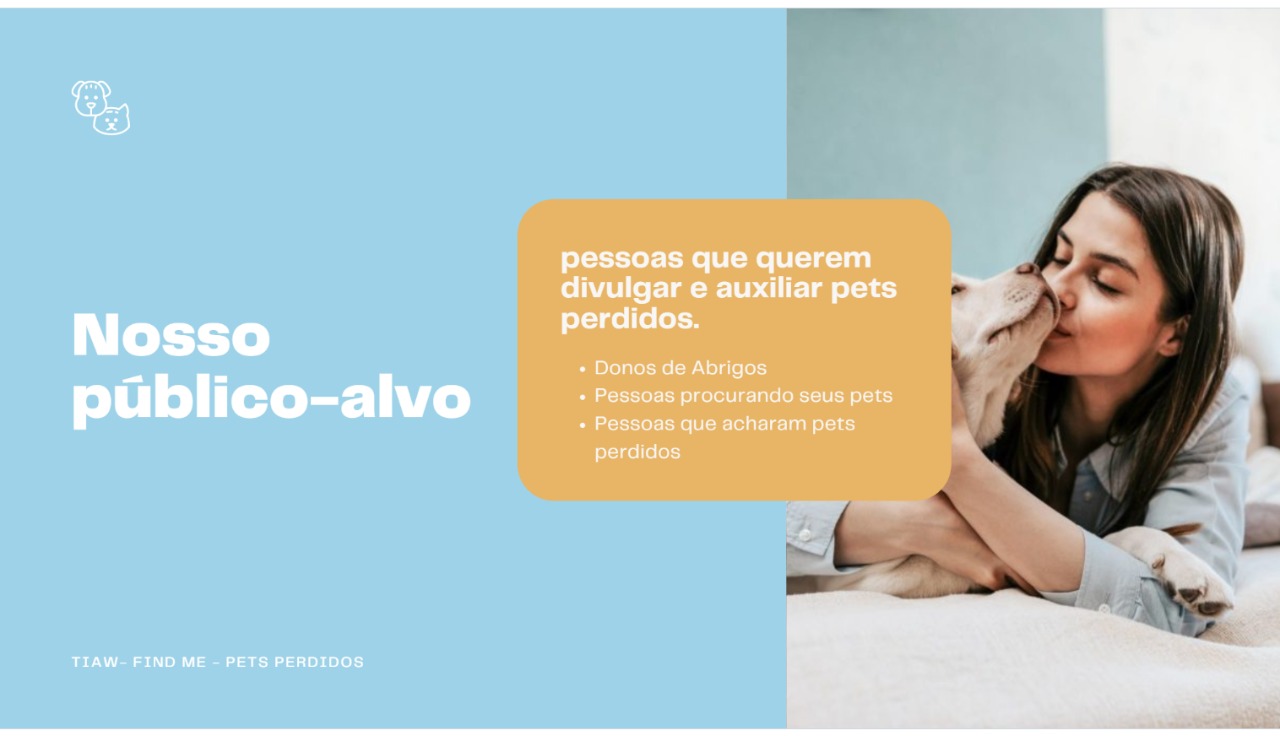 Nosso
público-alvo
pessoas que querem
divulgar e auxiliar pets
perdidos.
• Donos de Abrigos
• Pessoas procurando seus pets
• Pessoas que acharam pets
perdidos
TIAW- FIND ME - PETS PERDIDOS